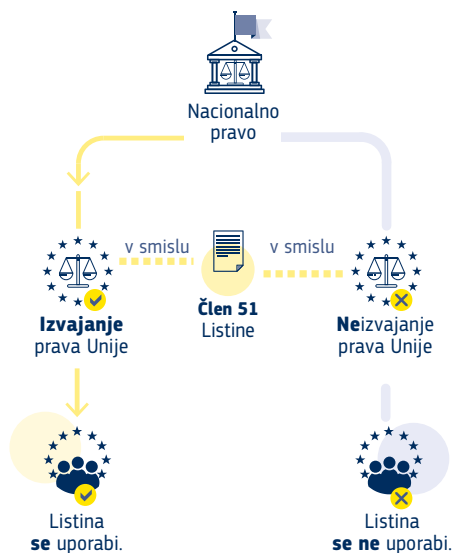 Nacionalno
pravo
v smislu
v smislu
Člen 51
Listine
Izvajanje
prava Unije
Neizvajanje
prava Unije
Listina
se uporabi.
Listina
se ne uporabi.